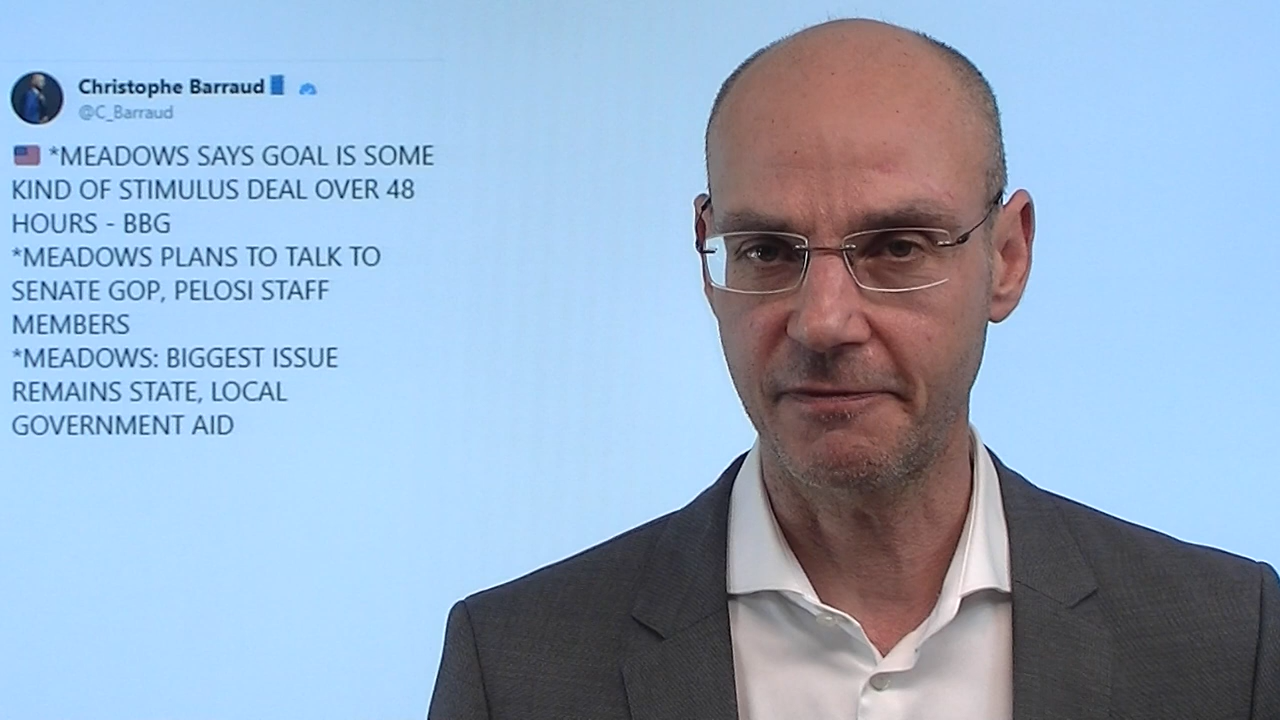 Christophe Barraud
@C_Barraud
*MEADOWS SAYS GOAL IS SOME
KIND OF STIMULUS DEAL OVER 48
HOURS - BBG
*MEADOWS PLANS TO TALK TO
SENATE GOP, PELOSI STAFF
MEMBERS
*MEADOWS: BIGGEST ISSUE
REMAINS STATE, LOCAL
GOVERNMENT AID